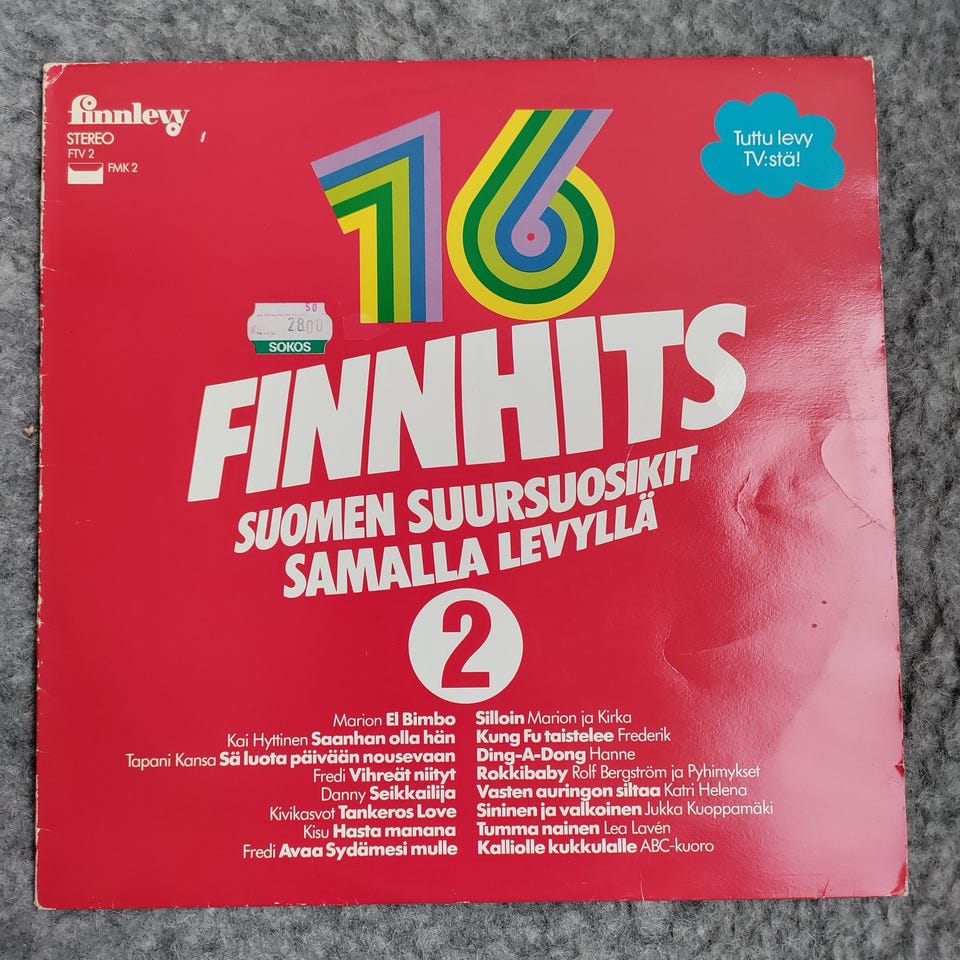 finnlevy
STEREO
FTV 2
FMK 2
16
Tuttu levy
TV:stä!
50
28.00
SOKOS
FINNHITS
SUOMEN SUURSUOSIKIT
SAMALLA LEVYLLÄ
2
Marion El Bimbo
Kai Hyttinen Saanhan olla hän
Tapani Kansa Sä luota päivään nousevaan
Fredi Vihreät niityt
Danny Seikkailija
Kivikasvot Tankeros Love
Kisu Hasta manana
Fredi Avaa Sydämesi mulle
Silloin Marion ja Kirka
Kung Fu taistelee Frederik
Ding-A-Dong Hanne
Rokkibaby Rolf Bergström ja Pyhimykset
Vasten auringon siltaa Katri Helena
Sininen ja valkoinen Jukka Kuoppamäki
Tumma nainen Lea Lavén
Kalliolle kukkulalle ABC-kuoro